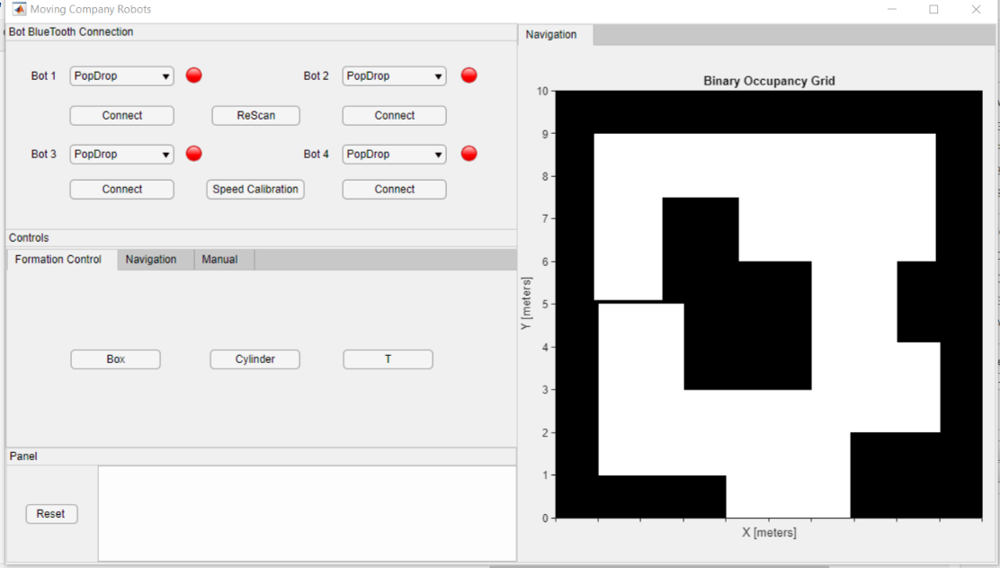 Moving Company Robots
Bot BlueTooth Connection
Bot 1 PopDrop Bot 2 PopDrop
Connect ReScan Connect
Bot 3 PopDrop Bot 4 PopDrop
Connect Speed Calibration Connect
Controls
Formation Control Navigation Manual
Box Cylinder T
Panel
Reset
Navigation
Binary Occupancy Grid
10
9
8
7
6
5
4
3
2
1
0
Y [meters]
X [meters]